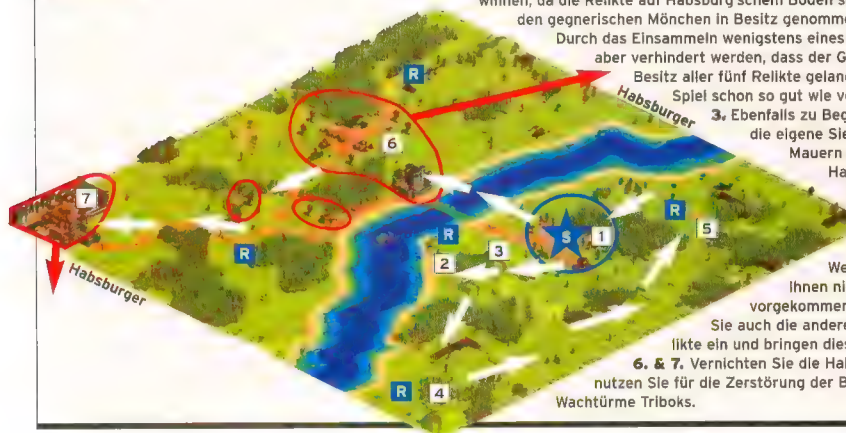 winnen, da die Relikte auf Habsburg'schem Boden s
den gegnerischen Mönchen in Besitz genomme
Durch das Einsammeln wenigstens eines
aber verhindert werden, dass der G
Besitz aller fünf Relikte gelan
Spiel schon so gut wie ve
3. Ebenfalls zu Beg
die eigene Sie
Mauern
Ha
We
Ihnen ni
vorgekommen
Sie auch die andere
likte ein und bringen dies
6. & 7. Vernichten Sie die Ha
nutzen Sie für die Zerstörung der B
Wachtürme Triboks.
R
Habsburger
6
7
R
R
S
1
R
5
2
3
Habsburger
R
4